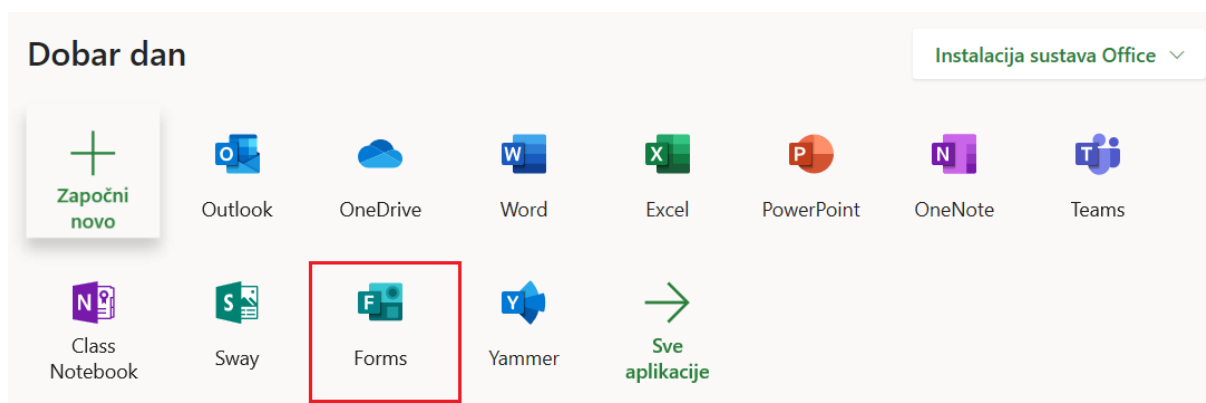 Dobar dan
Instalacija sustava Office
Započni
novo
Outlook
OneDrive
Word
Excel
PowerPoint
OneNote
Teams
Class
Notebook
Sway
Forms
Yammer
Sve
aplikacije